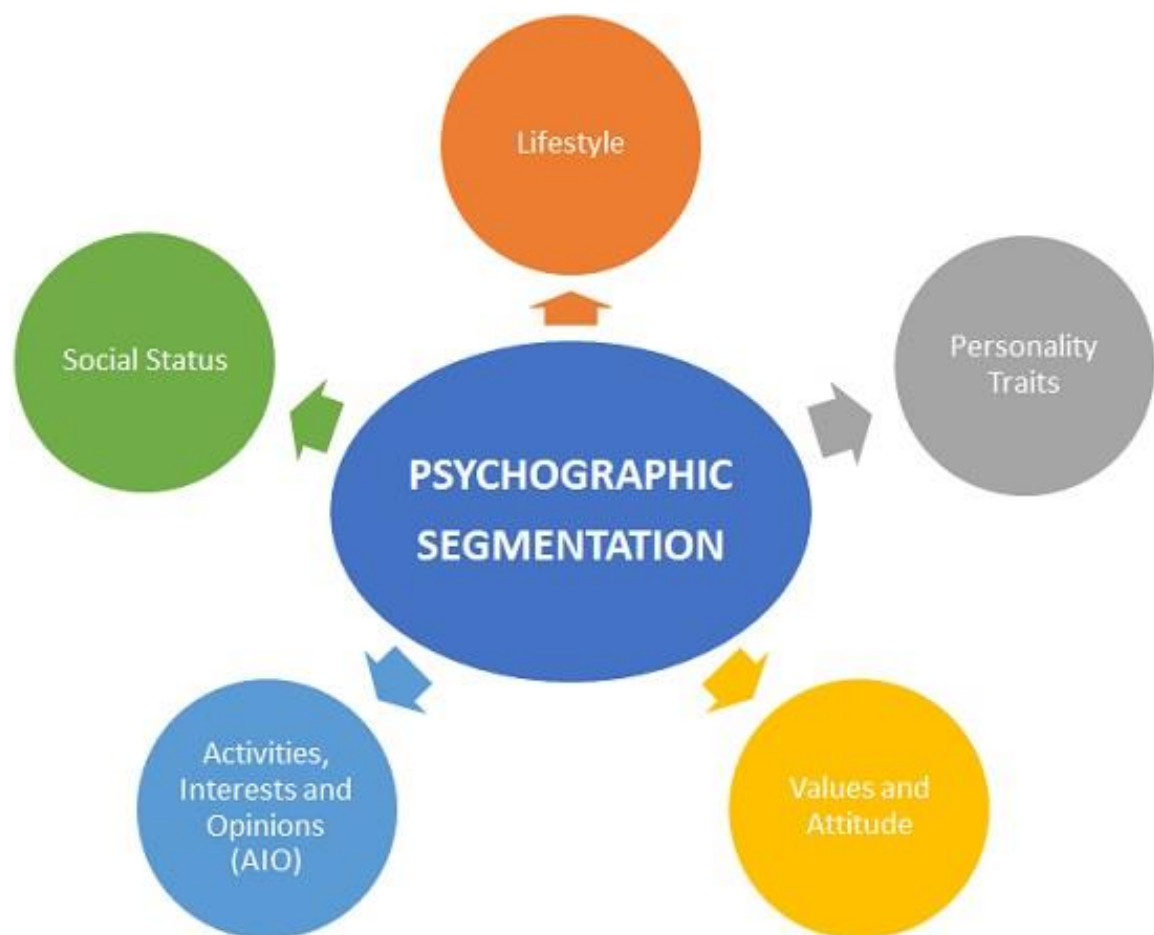 Lifestyle
Social Status
Personality
Traits
PSYCHOGRAPHIC
SEGMENTATION
Activities,
Interests and
Opinions
(AIO)
Values and
Attitude